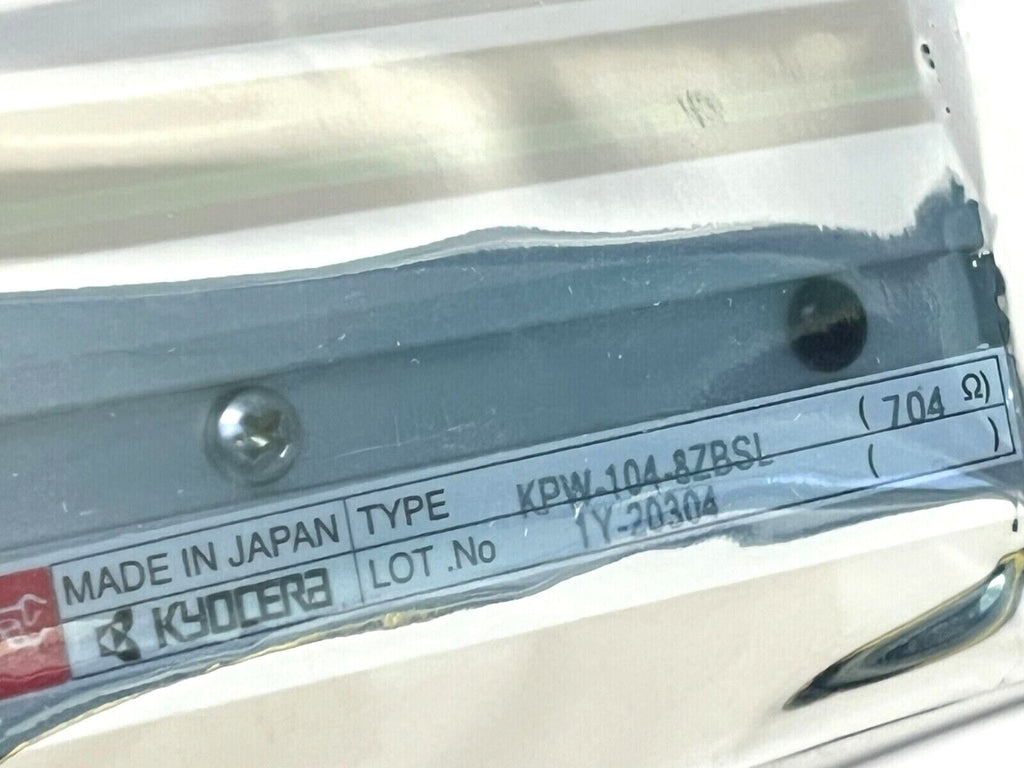 MADE IN JAPAN TYPE KPW-104-8ZBSL ( 704 Ω)
KYOCERA LOT .No 1Y-20304 ( )